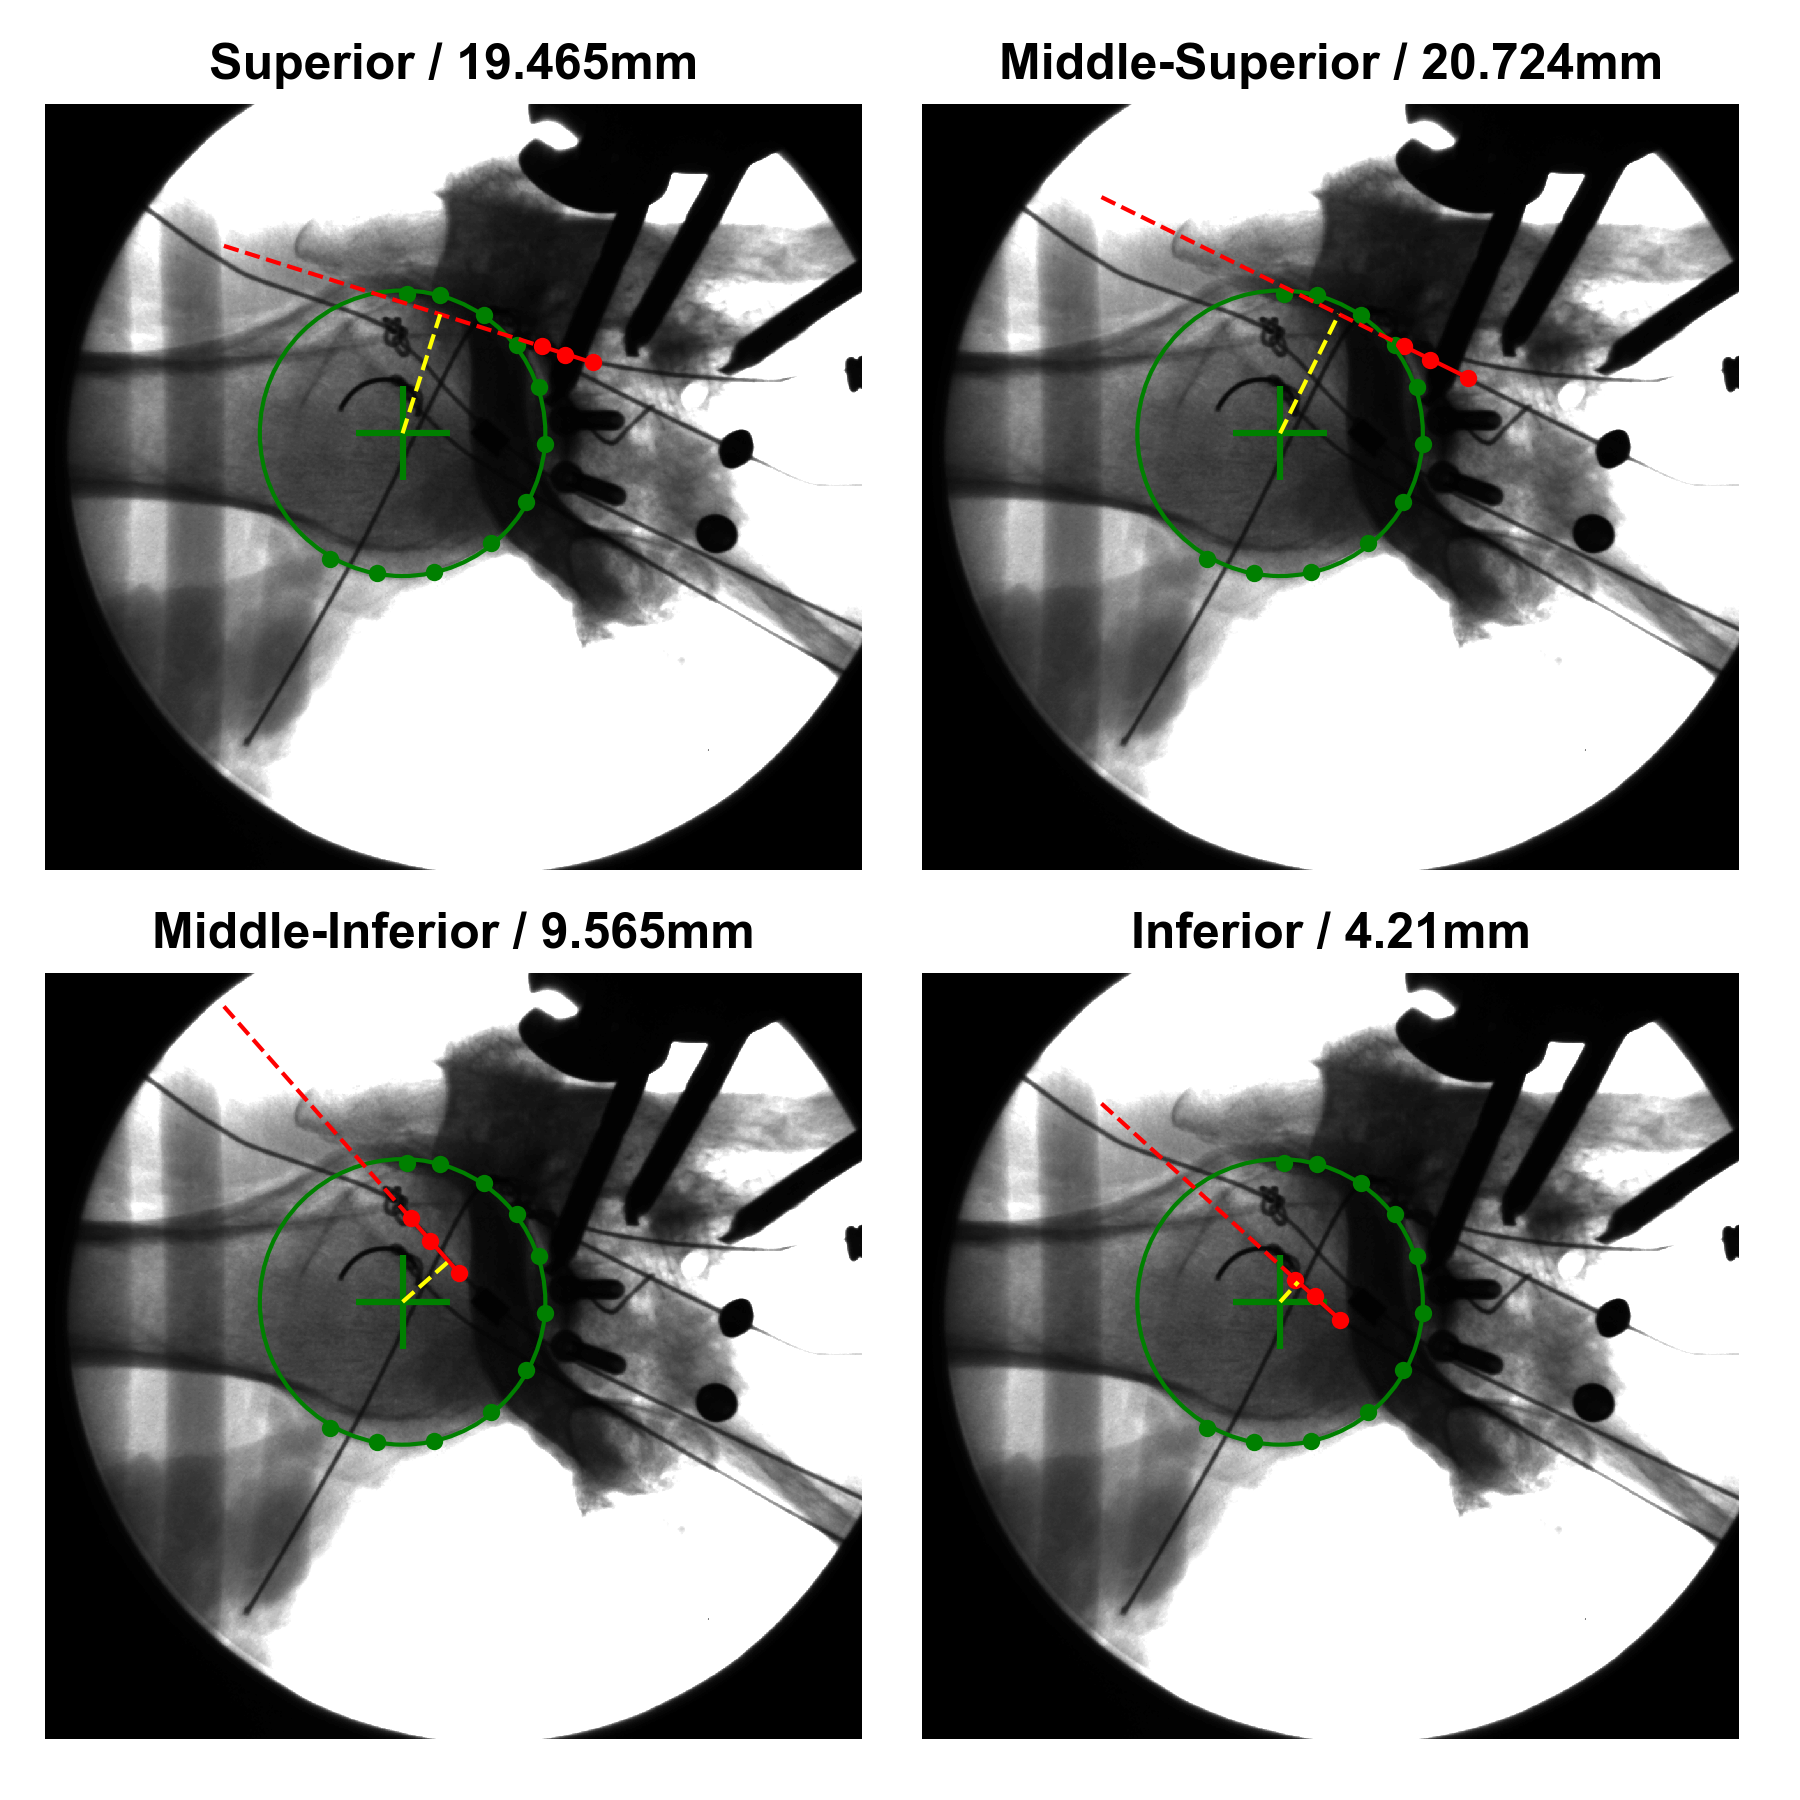 Superior / 19.465mm
Middle-Superior / 20.724mm
Middle-Inferior / 9.565mm
Inferior / 4.21mm